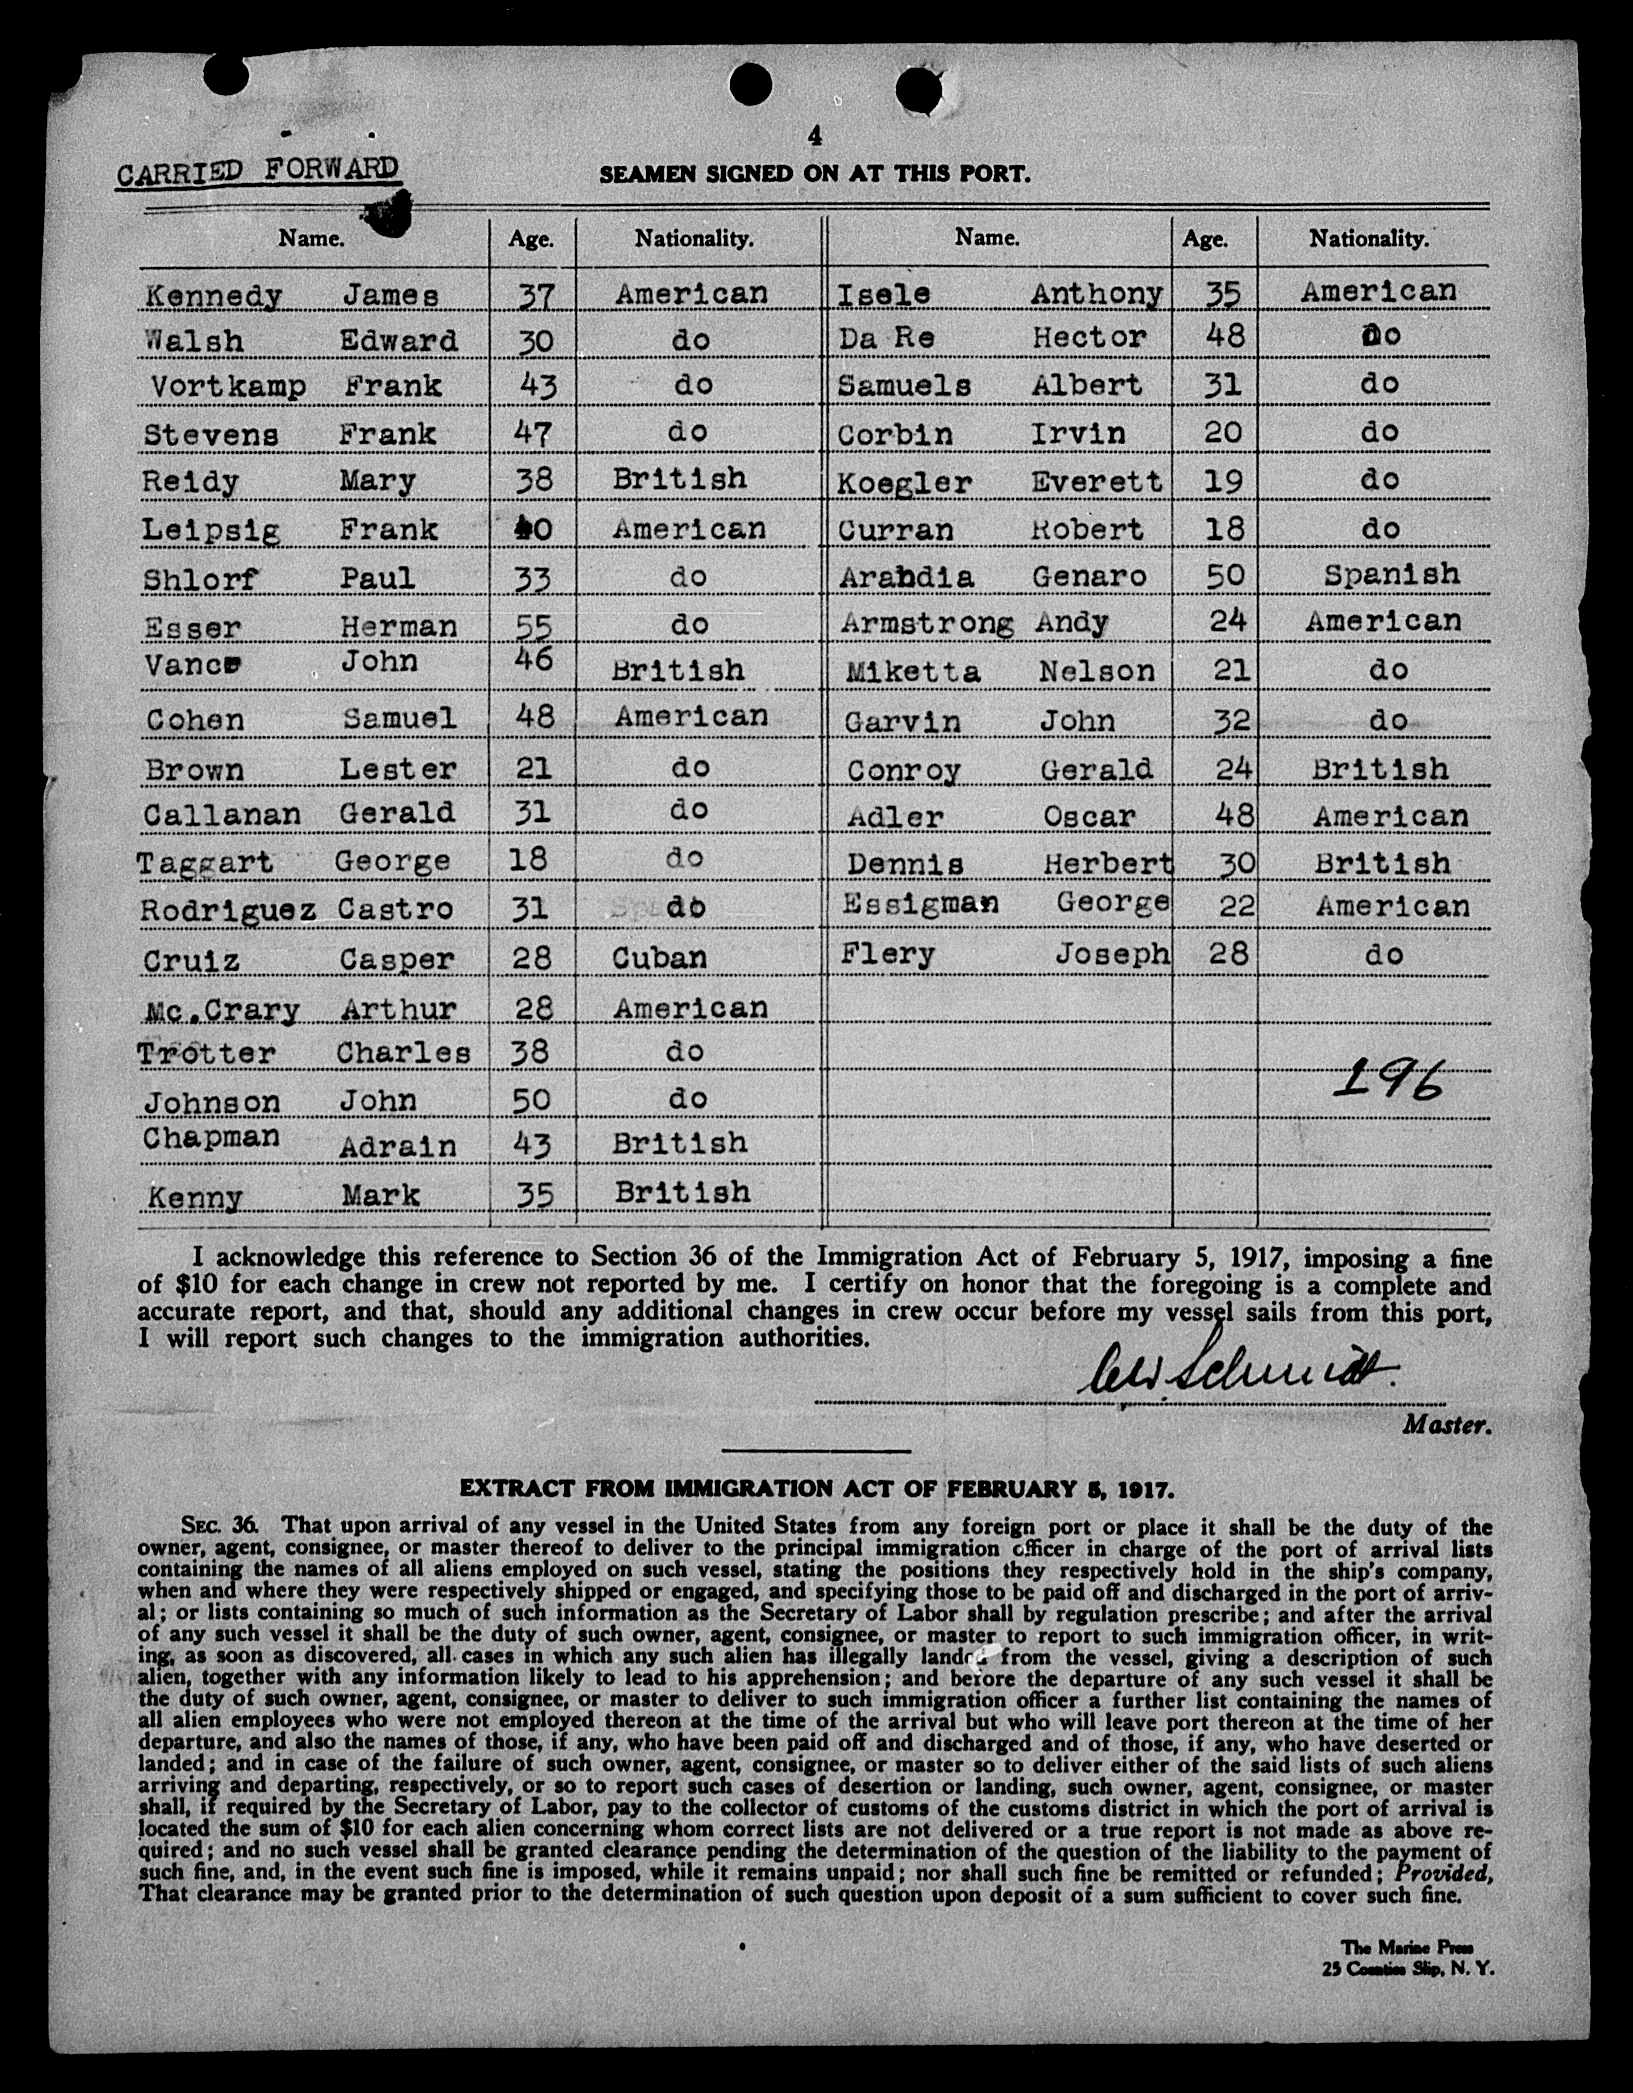 4
CARRIED FORWARD
SEAMEN SIGNED ON AT THIS PORT.
Name. Age. Nationality. Name. Age. Nationality.
Kennedy James 37 American Isele Anthony 35 American
Walsh Edward 30 do Da Re Hector 48 Do
Vortkamp Frank 43 do Samuels Albert 31 do
Stevens Frank 47 do Corbin Irvin 20 do
Reidy Mary 38 British Koegler Everett 19 do
Leipsig Frank 40 American Curran Robert 18 do
Shlorf Paul 33 do Arandia Genaro 50 Spanish
Esser Herman 55 do Armstrong Andy 24 American
Vance John 46 British Miketta Nelson 21 do
Cohen Samuel 48 American Garvin John 32 do
Brown Lester 21 do Conroy Gerald 24 British
Callanan Gerald 31 do Adler Oscar 48 American
Taggart George 18 do Dennis Herbert 30 British
Rodriguez Castro 31 do Essigman George 22 American
Cruiz Casper 28 Cuban Flery Joseph 28 do
Mc.Crary Arthur 28 American
Trotter Charles 38 do
196
Johnson John 50 do
Chapman Adrain 43 British
Kenny Mark 35 British
I acknowledge this reference to Section 36 of the Immigration Act of February 5, 1917, imposing a fine
of $10 for each change in crew not reported by me. I certify on honor that the foregoing is a complete and
accurate report, and that, should any additional changes in crew occur before my vessel sails from this port,
I will report such changes to the immigration authorities.
Schmidt.
Master.
EXTRACT FROM IMMIGRATION ACT OF FEBRUARY 5, 1917.
SEC. 36. That upon arrival of any vessel in the United States from any foreign port or place it shall be the duty of the
owner, agent, consignee, or master thereof to deliver to the principal immigration officer in charge of the port of arrival lists
containing the names of all aliens employed on such vessel, stating the positions they respectively hold in the ship's company,
when and where they were respectively shipped or engaged, and specifying those to be paid off and discharged in the port of arriv-
al; or lists containing so much of such information as the Secretary of Labor shall by regulation prescribe; and after the arrival
of any such vessel it shall be the duty of such owner, agent, consignee, or master to report to such immigration officer, in writ-
ing, as soon as discovered, all cases in which any such alien has illegally landed from the vessel, giving a description of such
alien, together with any information likely to lead to his apprehension; and before the departure of any such vessel it shall be
the duty of such owner, agent, consignee, or master to deliver to such immigration officer a further list containing the names of
all alien employees who were not employed thereon at the time of the arrival but who will leave port thereon at the time of her
departure, and also the names of those, if any, who have been paid off and discharged and of those, if any, who have deserted or
landed; and in case of the failure of such owner, agent, consignee, or master so to deliver either of the said lists of such aliens
arriving and departing, respectively, or so to report such cases of desertion or landing, such owner, agent, consignee, or master
shall, if required by the Secretary of Labor, pay to the collector of customs of the customs district in which the port of arrival is
located the sum of $10 for each alien concerning whom correct lists are not delivered or a true report is not made as above re-
quired; and no such vessel shall be granted clearance pending the determination of the question of the liability to the payment of
such fine, and, in the event such fine is imposed, while it remains unpaid; nor shall such fine be remitted or refunded; Provided,
That clearance may be granted prior to the determination of such question upon deposit of a sum sufficient to cover such fine.
The Marine Press
25 Coenties Slip, N. Y.